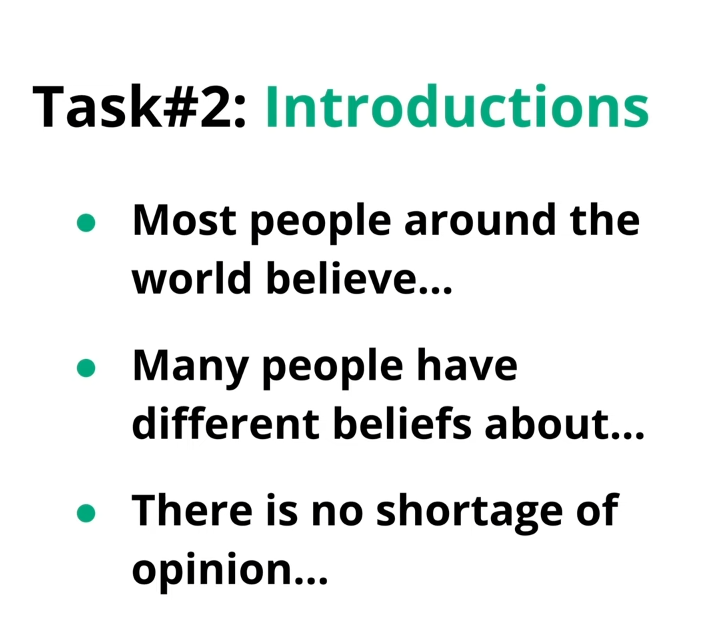 Task#2: Introductions
• Most people around the
world believe...
• Many people have
different beliefs about...
• There is no shortage of
opinion...